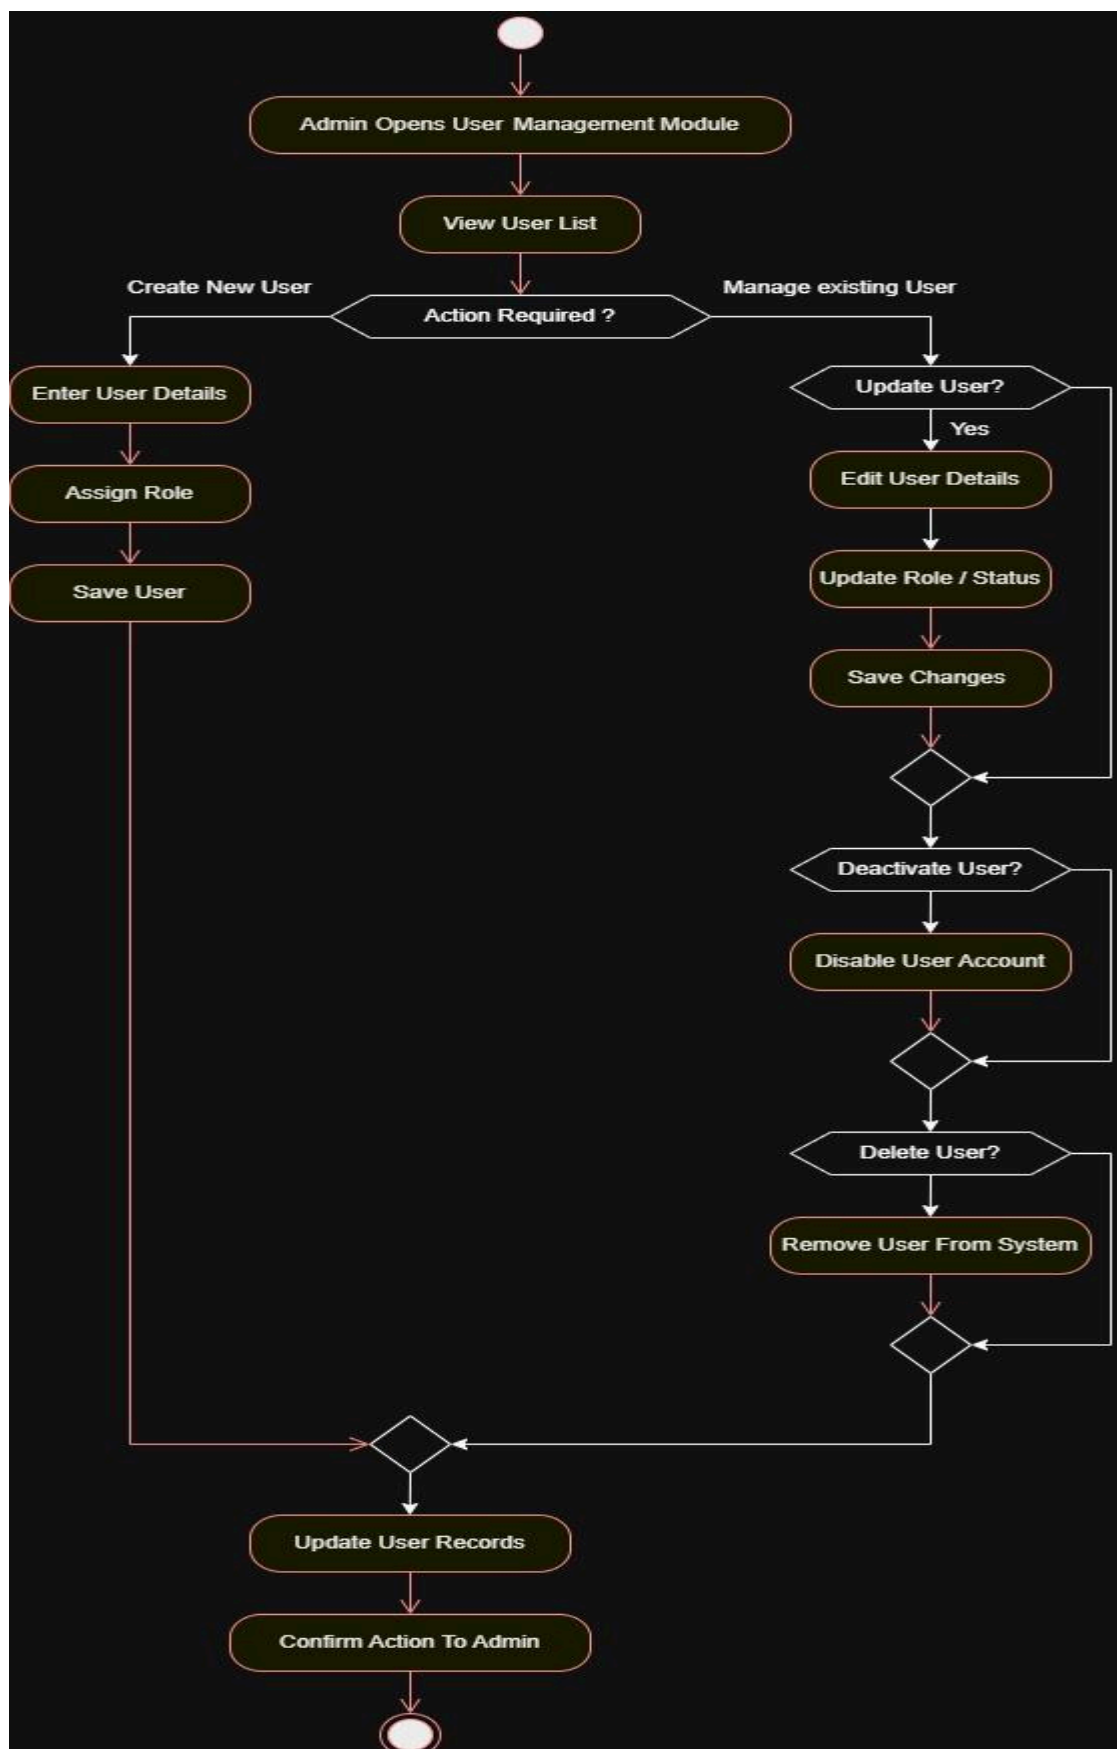 Admin Opens User Management Module
View User List
Create New User
Manage existing User
Action Required ?
Enter User Details
Update User?
Yes
Assign Role
Edit User Details
Save User
Update Role / Status
Save Changes
Deactivate User?
Disable User Account
Delete User?
Remove User From System
Update User Records
Confirm Action To Admin